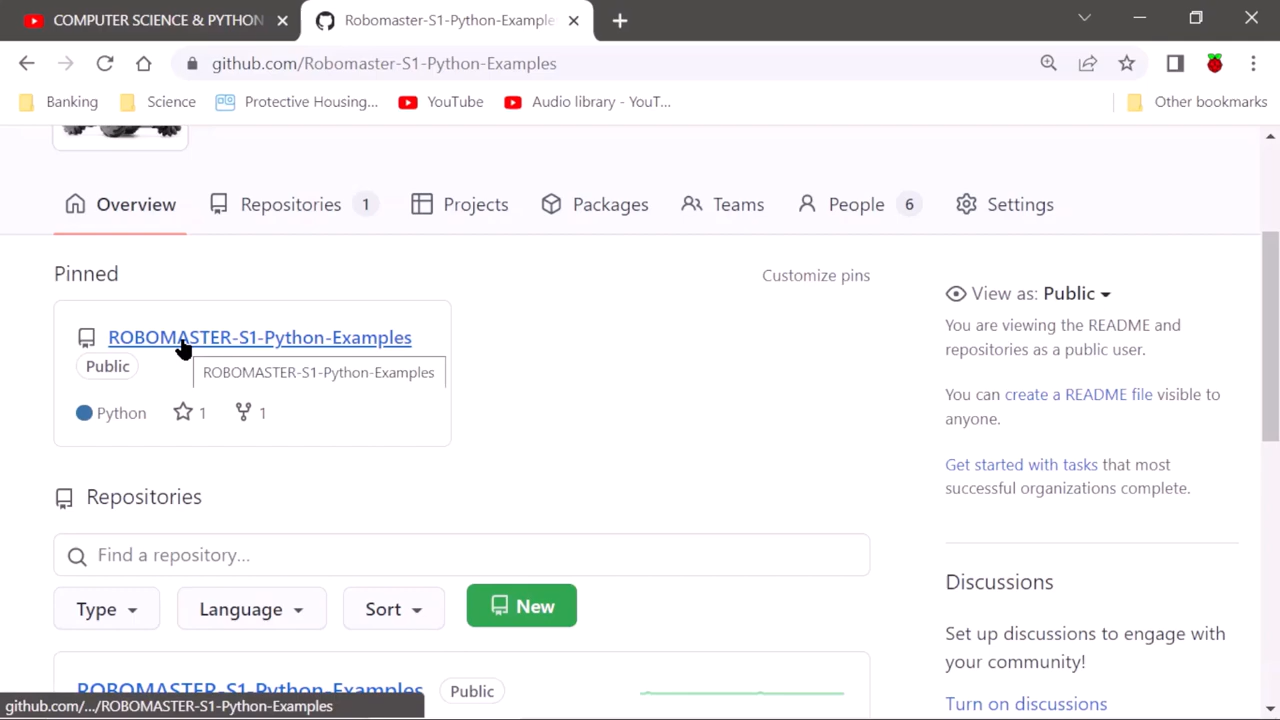 COMPUTER SCIENCE & PYTHON
Robomaster-S1-Python-Example
github.com/Robomaster-S1-Python-Examples
Banking
Science
Protective Housing...
YouTube
Audio library - YouT...
Other bookmarks
Overview
Repositories 1
Projects
Packages
Teams
People 6
Settings
Pinned
Customize pins
ROBOMASTER-S1-Python-Examples
Public
ROBOMASTER-S1-Python-Examples
Python 1 1
View as: Public
You are viewing the README and
repositories as a public user.
You can create a README file visible to
anyone.
Get started with tasks that most
successful organizations complete.
Repositories
Find a repository...
Type
Language
Sort
New
Discussions
Set up discussions to engage with
your community!
Turn on discussions
ROBOMASTER-S1-Python-Examples Public
github.com/.../ROBOMASTER-S1-Python-Examples